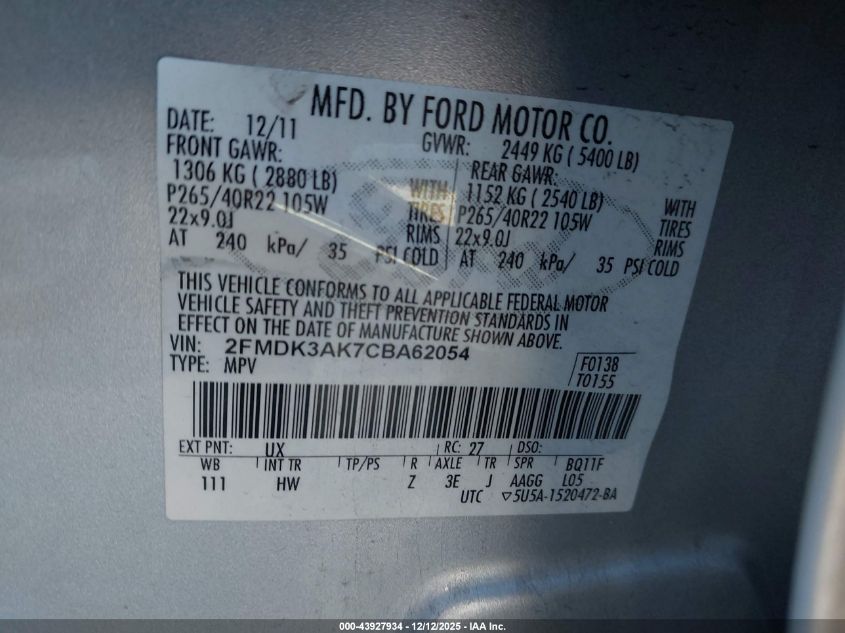 MFD. BY FORD MOTOR CO.
DATE: 12/11 GVWR: 2449 KG ( 5400 LB)
FRONT GAWR: REAR GAWR:
1306 KG ( 2880 LB) WITH 1152 KG ( 2540 LB) WITH
P265/40R22 105W TIRES P265/40R22 105W TIRES
22x9.0J RIMS 22x9.0J RIMS
AT 240 kPa/ 35 PSI COLD AT 240 kPa/ 35 PSI COLD
THIS VEHICLE CONFORMS TO ALL APPLICABLE FEDERAL MOTOR
VEHICLE SAFETY AND THEFT PREVENTION STANDARDS IN
EFFECT ON THE DATE OF MANUFACTURE SHOWN ABOVE.
VIN: 2FMDK3AK7CBA62054
TYPE: MPV F0138
T0155
EXT PNT: UX RC: 27 DSO:
WB INT TR TP/PS R AXLE TR SPR BQ11F
111 HW Z 3E J AAGG L05
UTC ▽5U5A-1520472-BA
000-43927934 - 12/12/2025 - IAA Inc.